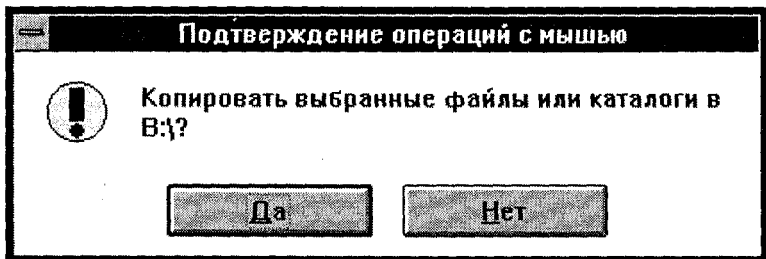 Подтверждение операций с мышью
Копировать выбранные файлы или каталоги в
B:\?
Да
Нет